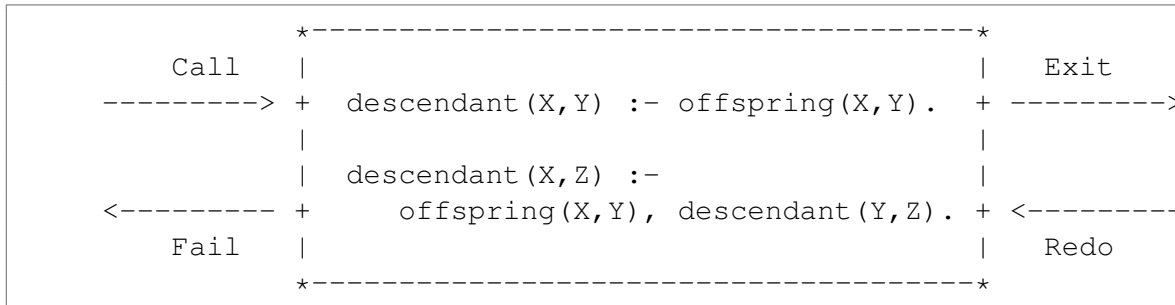 *--------------------------------------*
Call | | Exit
---------> + descendant(X,Y) :- offspring(X,Y). + --------->
| |
| descendant(X,Z) :- |
<--------- + offspring(X,Y), descendant(Y,Z). + <---------
Fail | | Redo
*--------------------------------------*